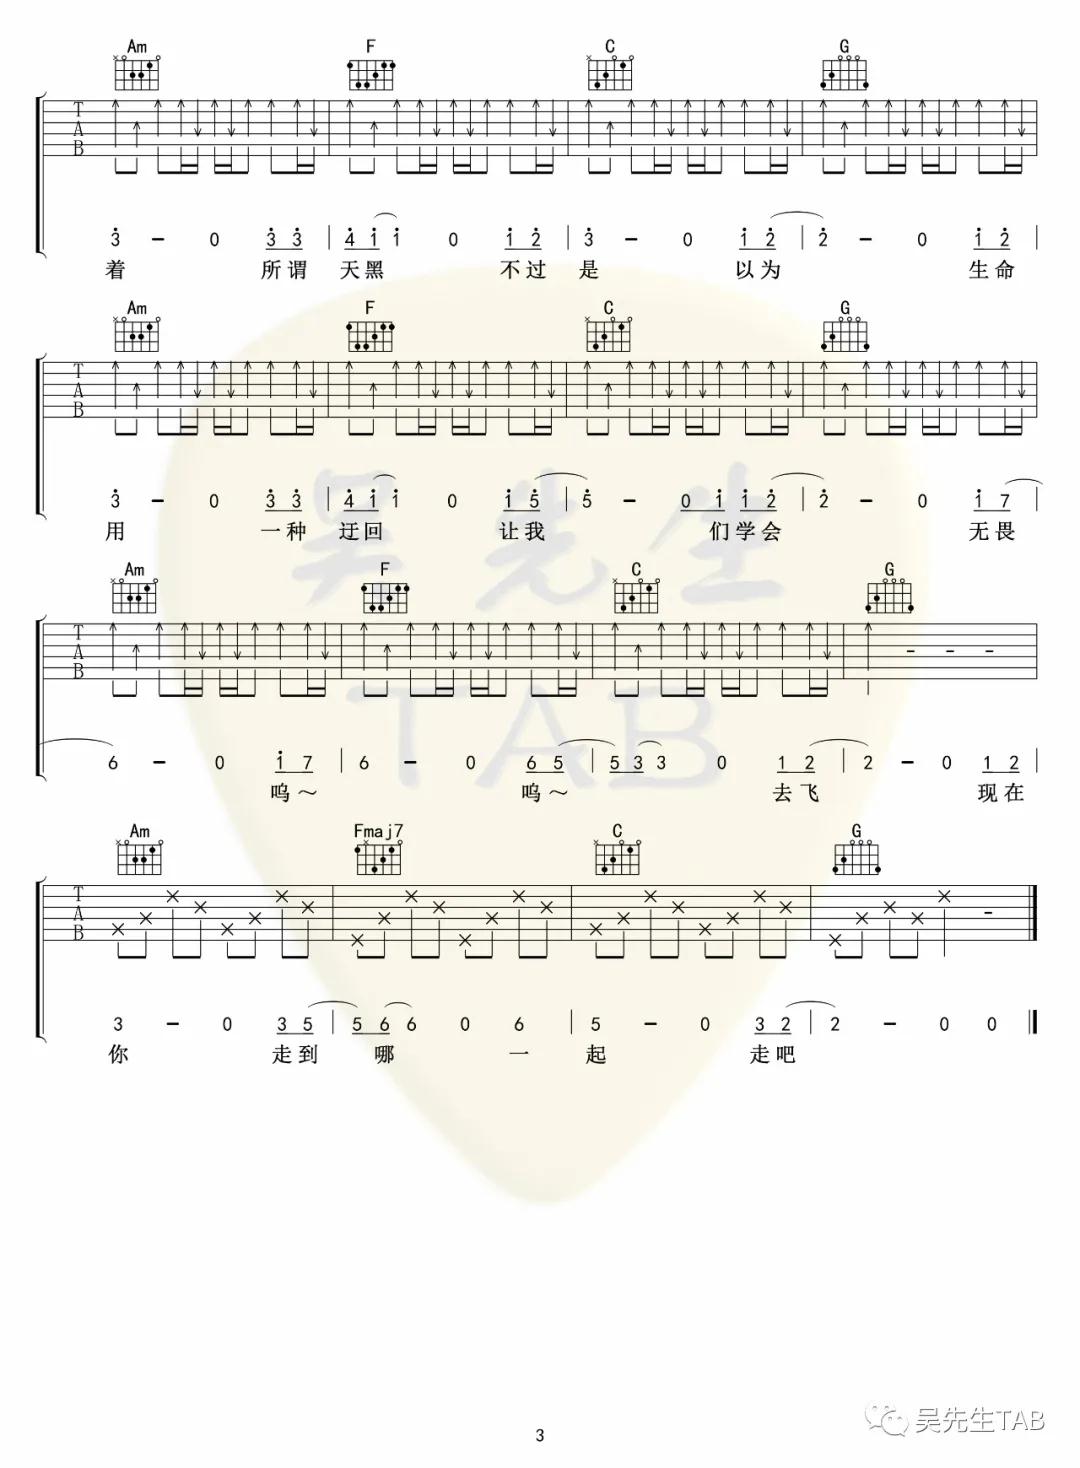 Am F C G
T A B
3 - 0 3 3 | 4 1 1 0 1 2 | 3 - 0 1 2 | 2 - 0 1 2 |
着 所谓 天黑 不过是 以为 生命
Am F C G
T A B
3 - 0 3 3 | 4 1 1 0 1 5 | 5 - 0 1 1 2 | 2 - 0 1 7
用 一种 迂回 让我 们学会 无畏
Am F C G
T A B
6 - 0 1 7 | 6 - 0 6 5 | 5 3 3 0 1 2 | 2 - 0 1 2 |
呜~ 呜~ 去飞 现在
Am Fmaj7 C G
T A B
3 - 0 3 5 | 5 6 6 0 6 | 5 - 0 3 2 | 2 - 0 0 ‖
你 走到 哪 一 起 走吧
吴先生
TAB
吴先生TAB
3